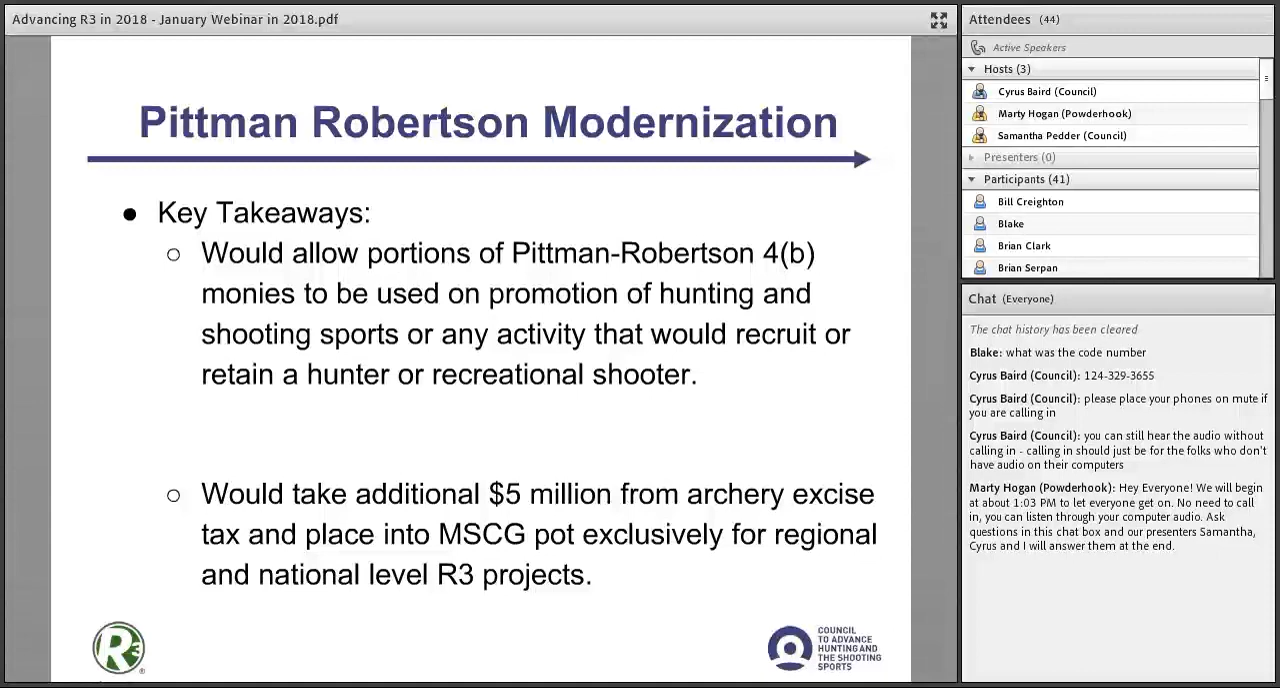 Advancing R3 in 2018 - January Webinar in 2018.pdf
Pittman Robertson Modernization
● Key Takeaways:
○ Would allow portions of Pittman-Robertson 4(b)
monies to be used on promotion of hunting and
shooting sports or any activity that would recruit or
retain a hunter or recreational shooter.
○ Would take additional $5 million from archery excise
tax and place into MSCG pot exclusively for regional
and national level R3 projects.
R3
®
COUNCIL
TO ADVANCE
HUNTING AND
THE SHOOTING
SPORTS
Attendees (44)
Active Speakers
Hosts (3)
Cyrus Baird (Council)
Marty Hogan (Powderhook)
Samantha Pedder (Council)
Presenters (0)
Participants (41)
Bill Creighton
Blake
Brian Clark
Brian Serpan
Chat (Everyone)
The chat history has been cleared
Blake: what was the code number
Cyrus Baird (Council): 124-329-3655
Cyrus Baird (Council): please place your phones on mute if
you are calling in
Cyrus Baird (Council): you can still hear the audio without
calling in - calling in should just be for the folks who don't
have audio on their computers
Marty Hogan (Powderhook): Hey Everyone! We will begin
at about 1:03 PM to let everyone get on. No need to call
in, you can listen through your computer audio. Ask
questions in this chat box and our presenters Samantha,
Cyrus and I will answer them at the end.